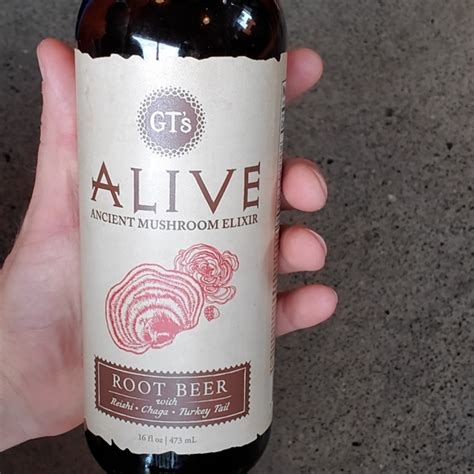 GT's
ALIVE
ANCIENT MUSHROOM ELIXIR
ROOT BEER
with
Reishi • Chaga • Turkey Tail
16 fl oz | 473 mL